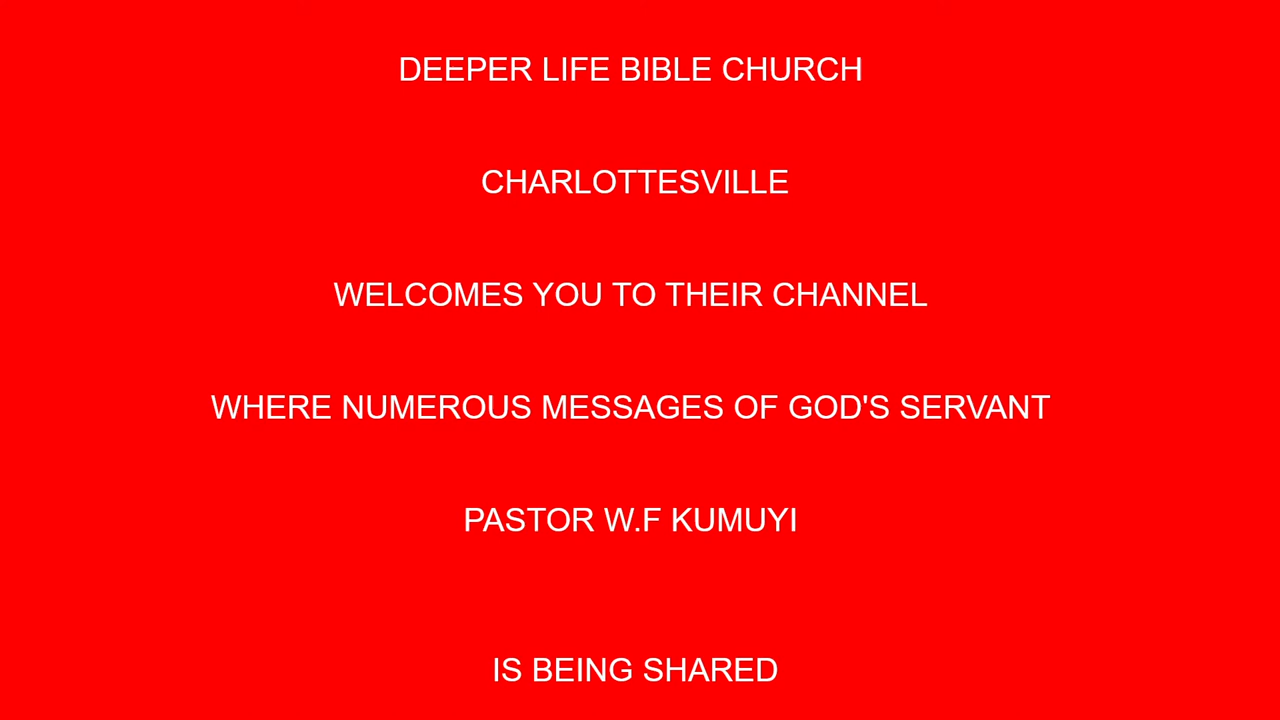 DEEPER LIFE BIBLE CHURCH
CHARLOTTESVILLE
WELCOMES YOU TO THEIR CHANNEL
WHERE NUMEROUS MESSAGES OF GOD'S SERVANT
PASTOR W.F KUMUYI
IS BEING SHARED